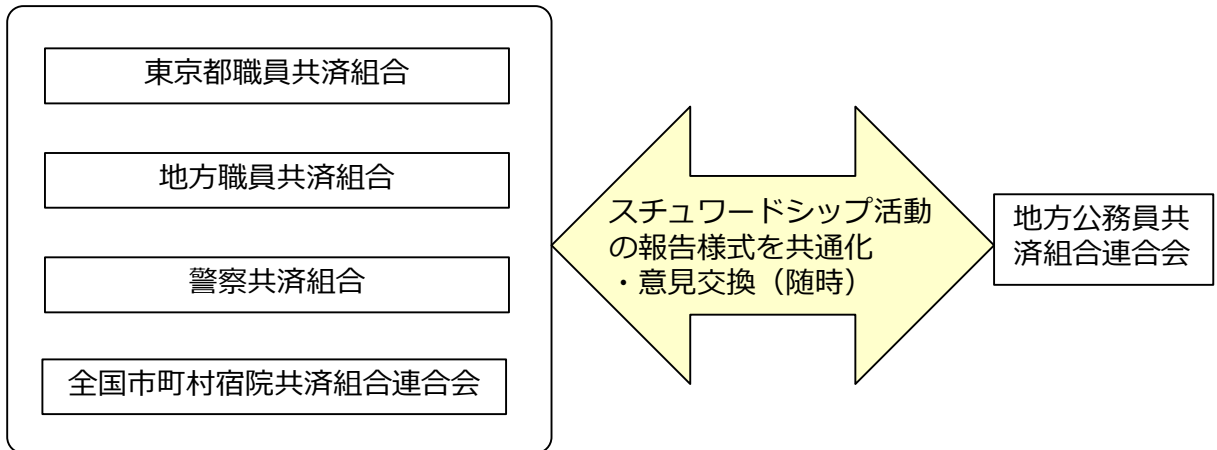 東京都職員共済組合
地方職員共済組合
警察共済組合
全国市町村宿院共済組合連合会
スチュワードシップ活動
の報告様式を共通化
・意見交換（随時）
地方公務員共
済組合連合会